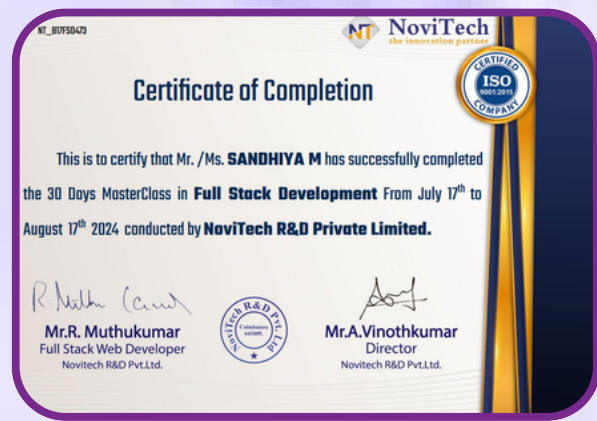 NT_B17FSD473
NT NoviTech
the innovation partner
CERTIFIED
ISO
9001:2015
COMPANY
Certificate of Completion
This is to certify that Mr. /Ms. SANDHIYA M has successfully completed
the 30 Days MasterClass in Full Stack Development From July 17th to
August 17th 2024 conducted by NoviTech R&D Private Limited.
Mr.R. Muthukumar
Full Stack Web Developer
Novitech R&D Pvt.Ltd.
NoviTech R&D Pvt. Ltd
Coimbatore
Mr.A.Vinothkumar
Director
Novitech R&D Pvt.Ltd.